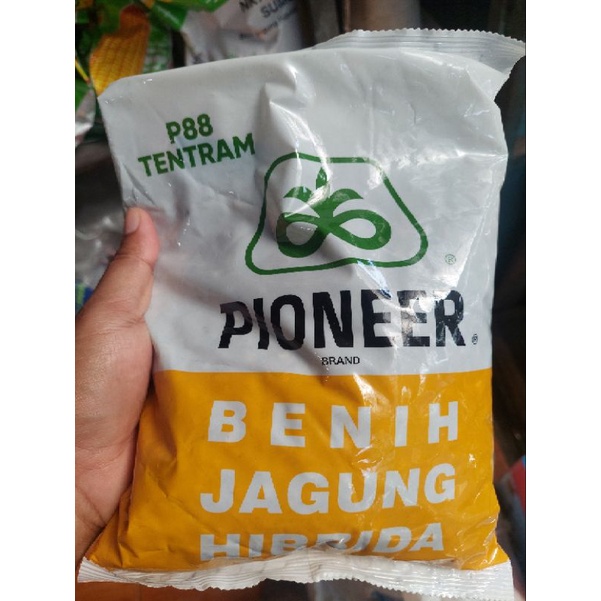 P88
TENTRAM
PIONEER
BRAND
BENIH
JAGUNG
HIBRIDA